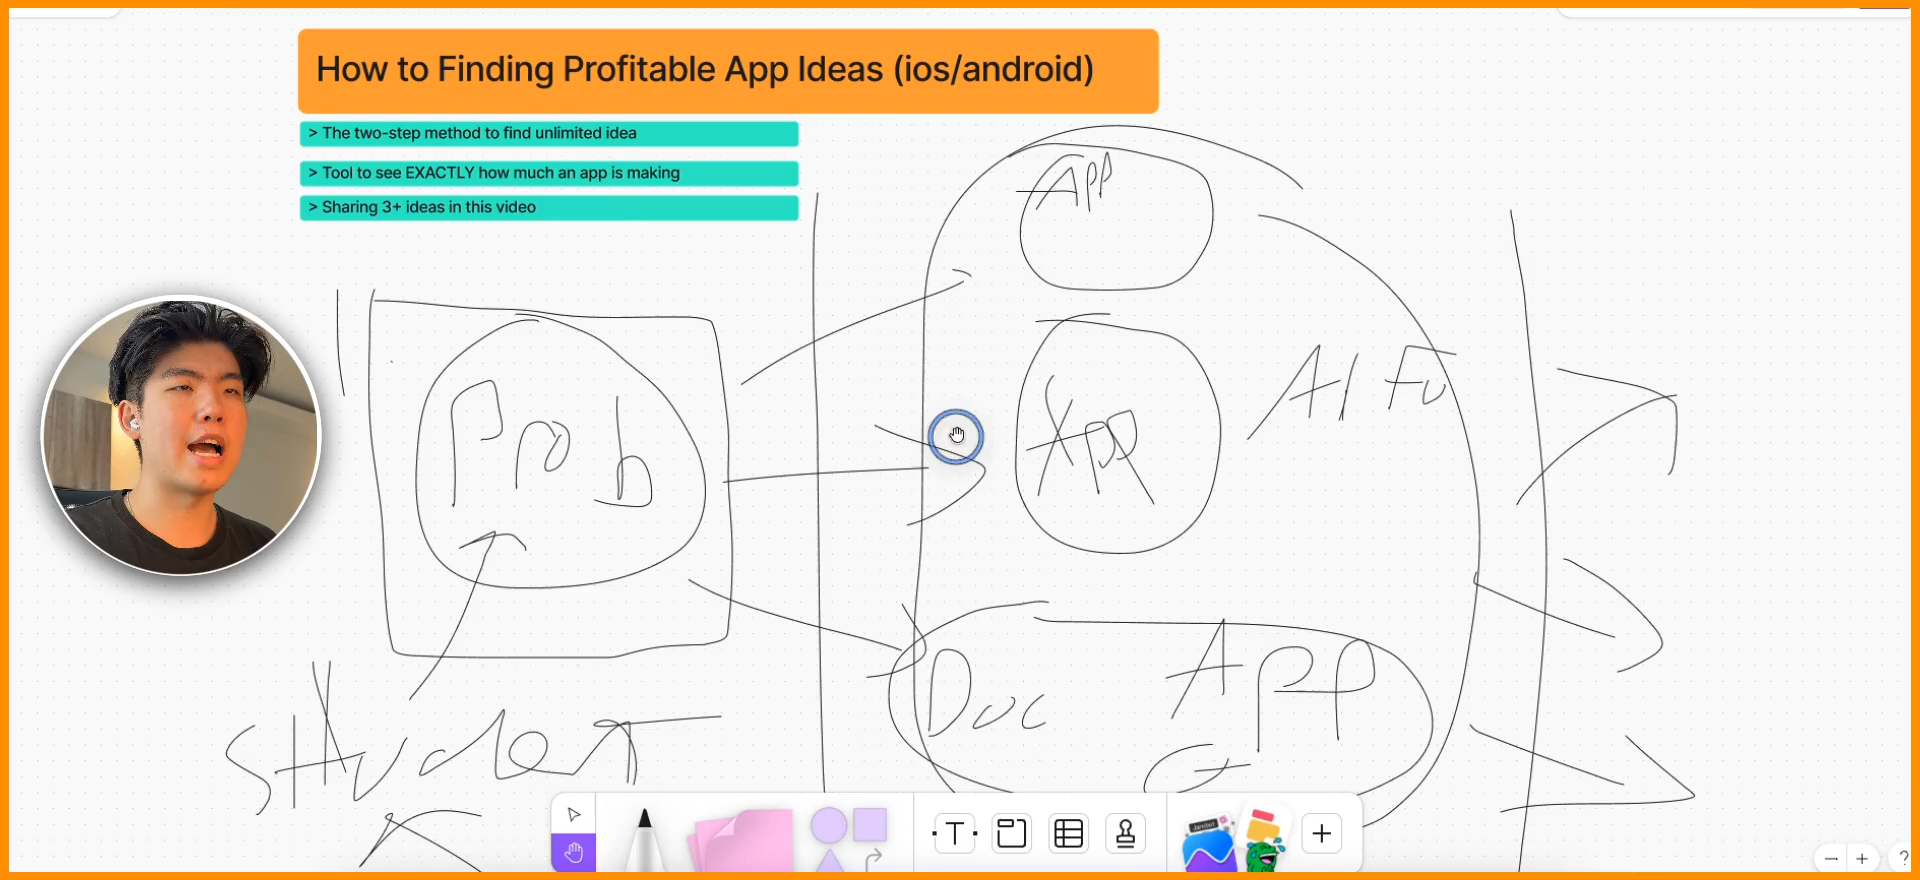 How to Finding Profitable App Ideas (ios/android)
> The two-step method to find unlimited idea
> Tool to see EXACTLY how much an app is making
> Sharing 3+ ideas in this video
App
Prob
App
AI Fo
Doc App
Student
T
Jambot
?